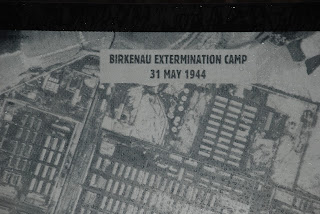 BIRKENAU EXTERMINATION CAMP
31 MAY 1944